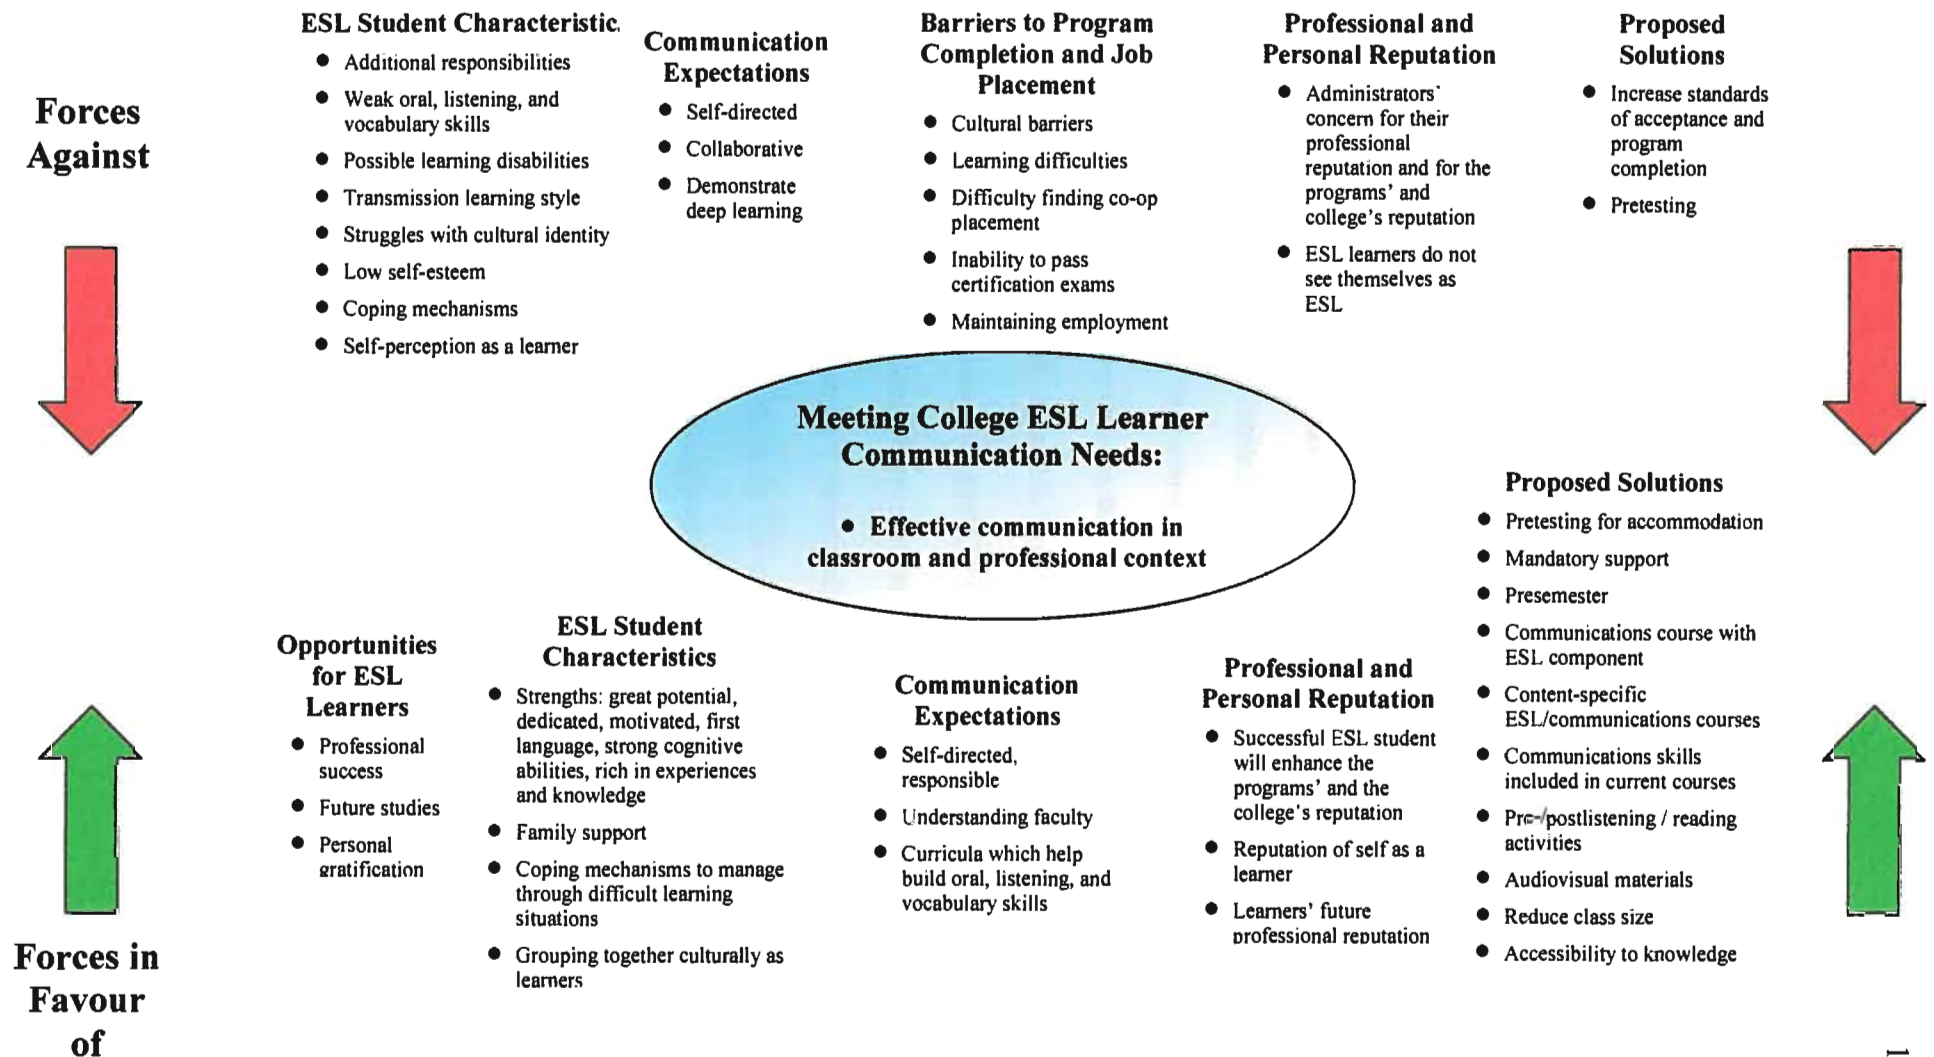 Forces
Against
ESL Student Characteristic
● Additional responsibilities
● Weak oral, listening, and
vocabulary skills
● Possible learning disabilities
● Transmission learning style
● Struggles with cultural identity
● Low self-esteem
● Coping mechanisms
● Self-perception as a learner
Communication
Expectations
● Self-directed
● Collaborative
● Demonstrate
deep learning
Barriers to Program
Completion and Job
Placement
● Cultural barriers
● Learning difficulties
● Difficulty finding co-op
placement
● Inability to pass
certification exams
● Maintaining employment
Professional and
Personal Reputation
● Administrators'
concern for their
professional
reputation and for the
programs' and
college's reputation
● ESL learners do not
see themselves as
ESL
Proposed
Solutions
● Increase standards
of acceptance and
program
completion
● Pretesting
Meeting College ESL Learner
Communication Needs:
● Effective communication in
classroom and professional context
Forces in
Favour
of
Opportunities
for ESL
Learners
● Professional
success
● Future studies
● Personal
gratification
ESL Student
Characteristics
● Strengths: great potential,
dedicated, motivated, first
language, strong cognitive
abilities, rich in experiences
and knowledge
● Family support
● Coping mechanisms to manage
through difficult learning
situations
● Grouping together culturally as
learners
Communication
Expectations
● Self-directed,
responsible
● Understanding faculty
● Curricula which help
build oral, listening, and
vocabulary skills
Professional and
Personal Reputation
● Successful ESL student
will enhance the
programs' and the
college's reputation
● Reputation of self as a
learner
● Learners' future
professional reputation
Proposed Solutions
● Pretesting for accommodation
● Mandatory support
● Presemester
● Communications course with
ESL component
● Content-specific
ESL/communications courses
● Communications skills
included in current courses
● Pre-/postlistening / reading
activities
● Audiovisual materials
● Reduce class size
● Accessibility to knowledge